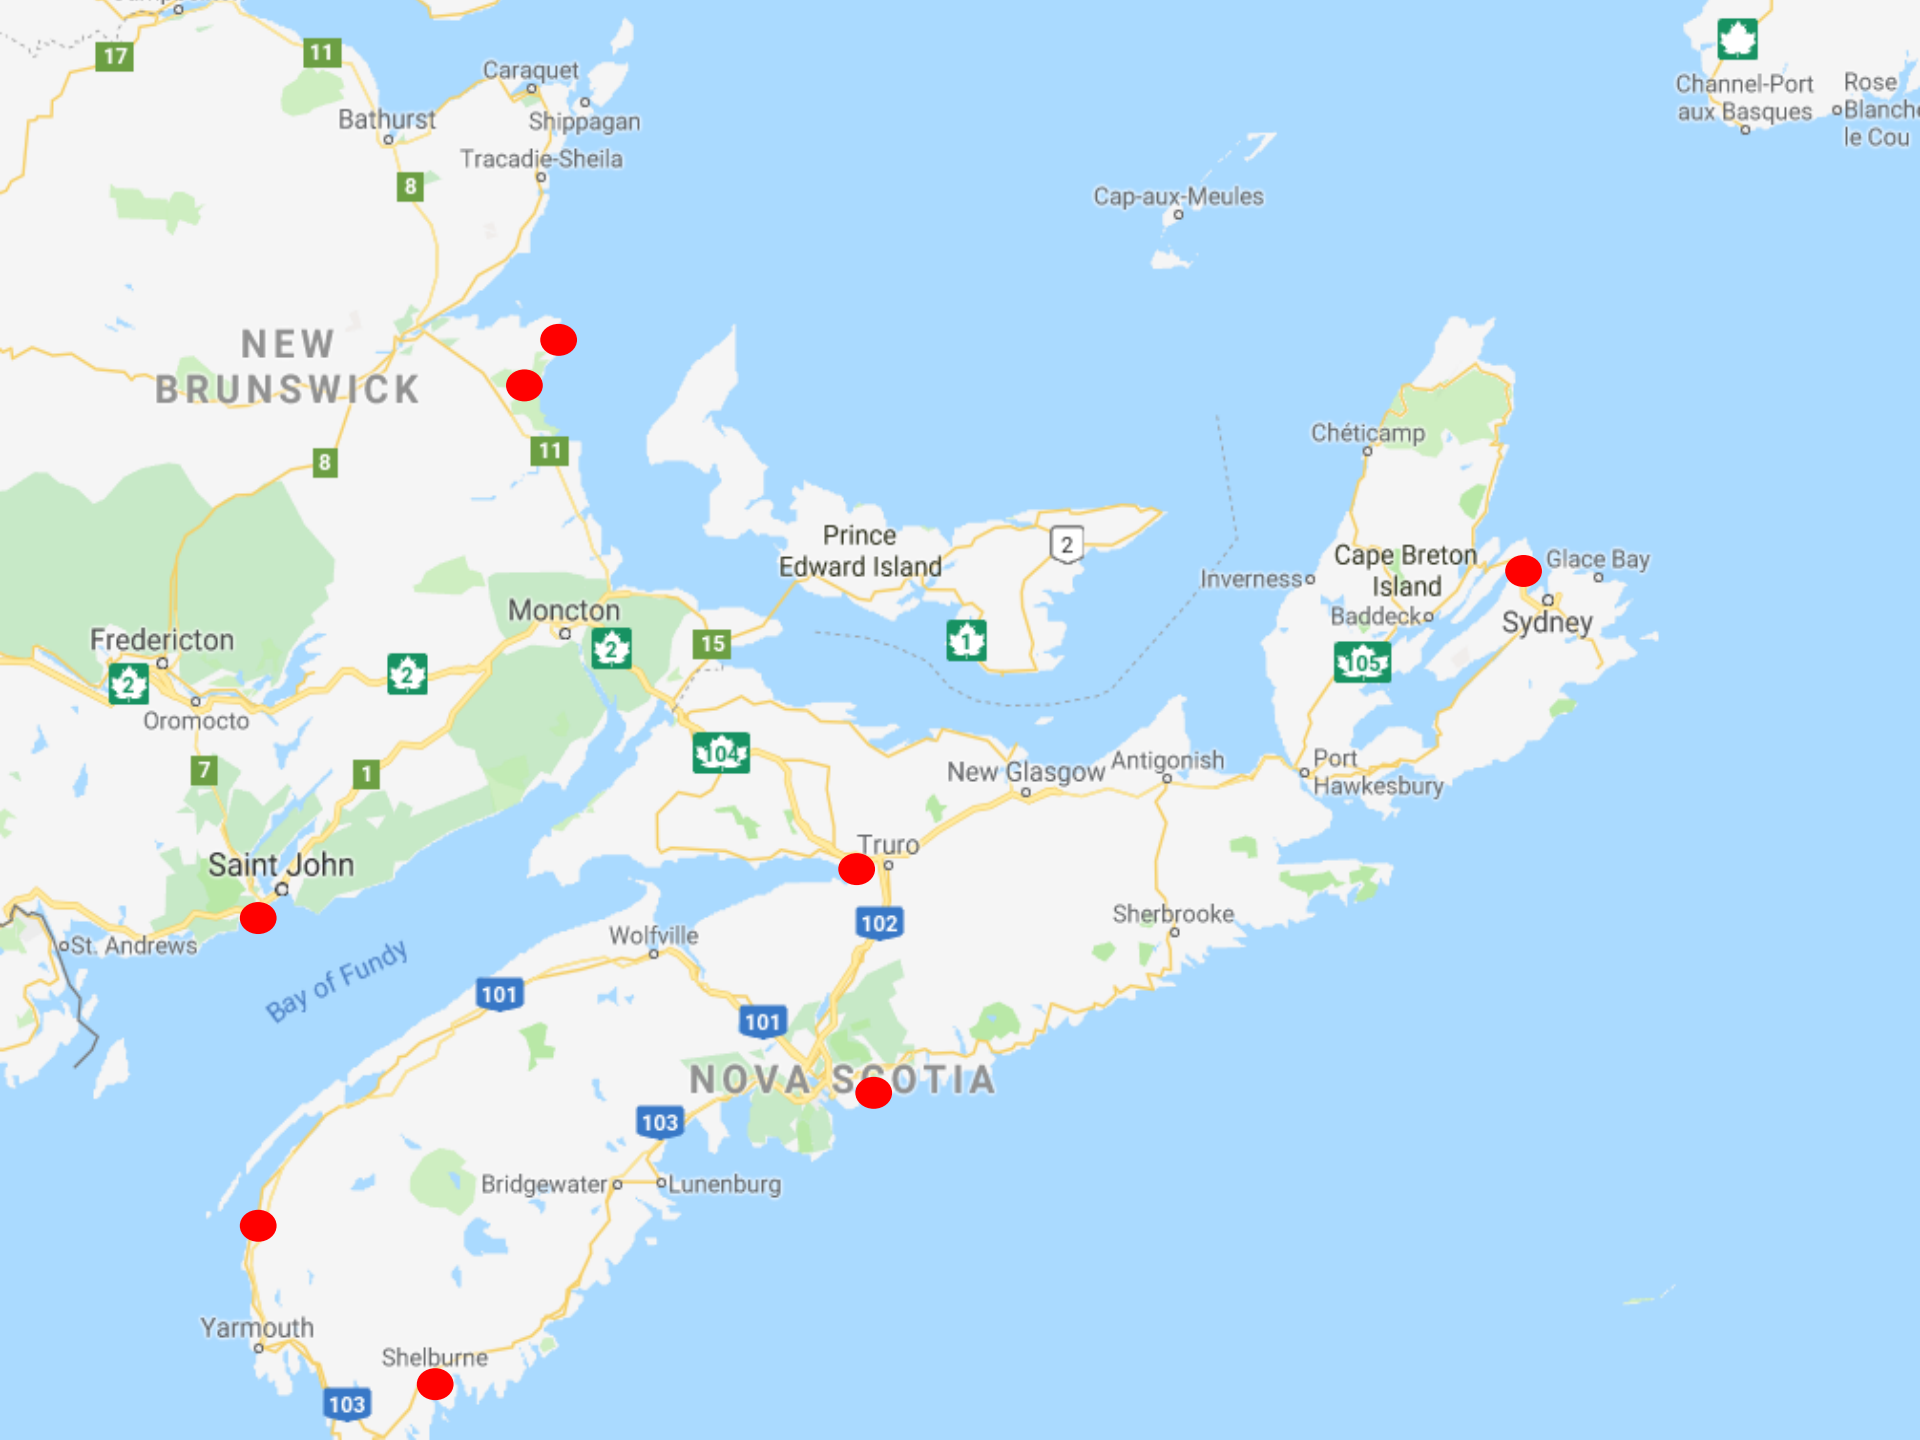 17
11
Caraquet
Shippagan
Bathurst
Tracadie-Sheila
8
Channel-Port
aux Basques
Rose
Blanche
le Cou
Cap-aux-Meules
NEW
BRUNSWICK
8
11
Chéticamp
Prince
Edward Island
2
Cape Breton
Island
Glace Bay
Inverness
Baddeck
Sydney
Moncton
2
15
1
105
Fredericton
2
2
Oromocto
7
1
104
New Glasgow
Antigonish
Port
Hawkesbury
Saint John
Truro
St. Andrews
Wolfville
102
Sherbrooke
Bay of Fundy
101
101
NOVA SCOTIA
103
Bridgewater
Lunenburg
Yarmouth
Shelburne
103